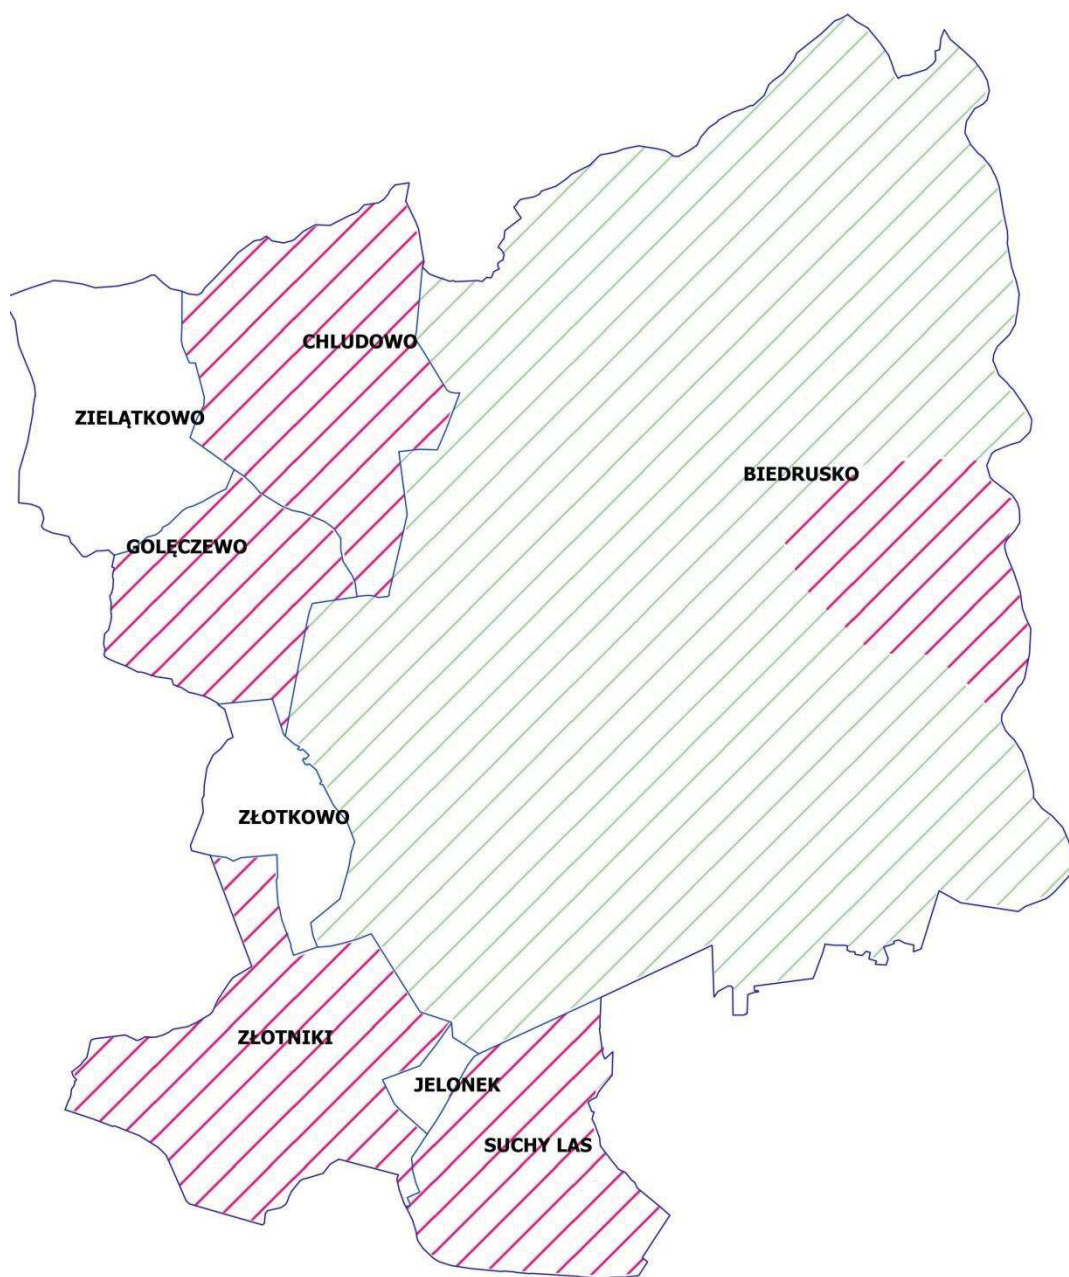 CHLUDOWO
ZIELĄTKOWO
BIEDRUSKO
GOLĘCZEWO
ZŁOTKOWO
ZŁOTNIKI
JELONEK
SUCHY LAS